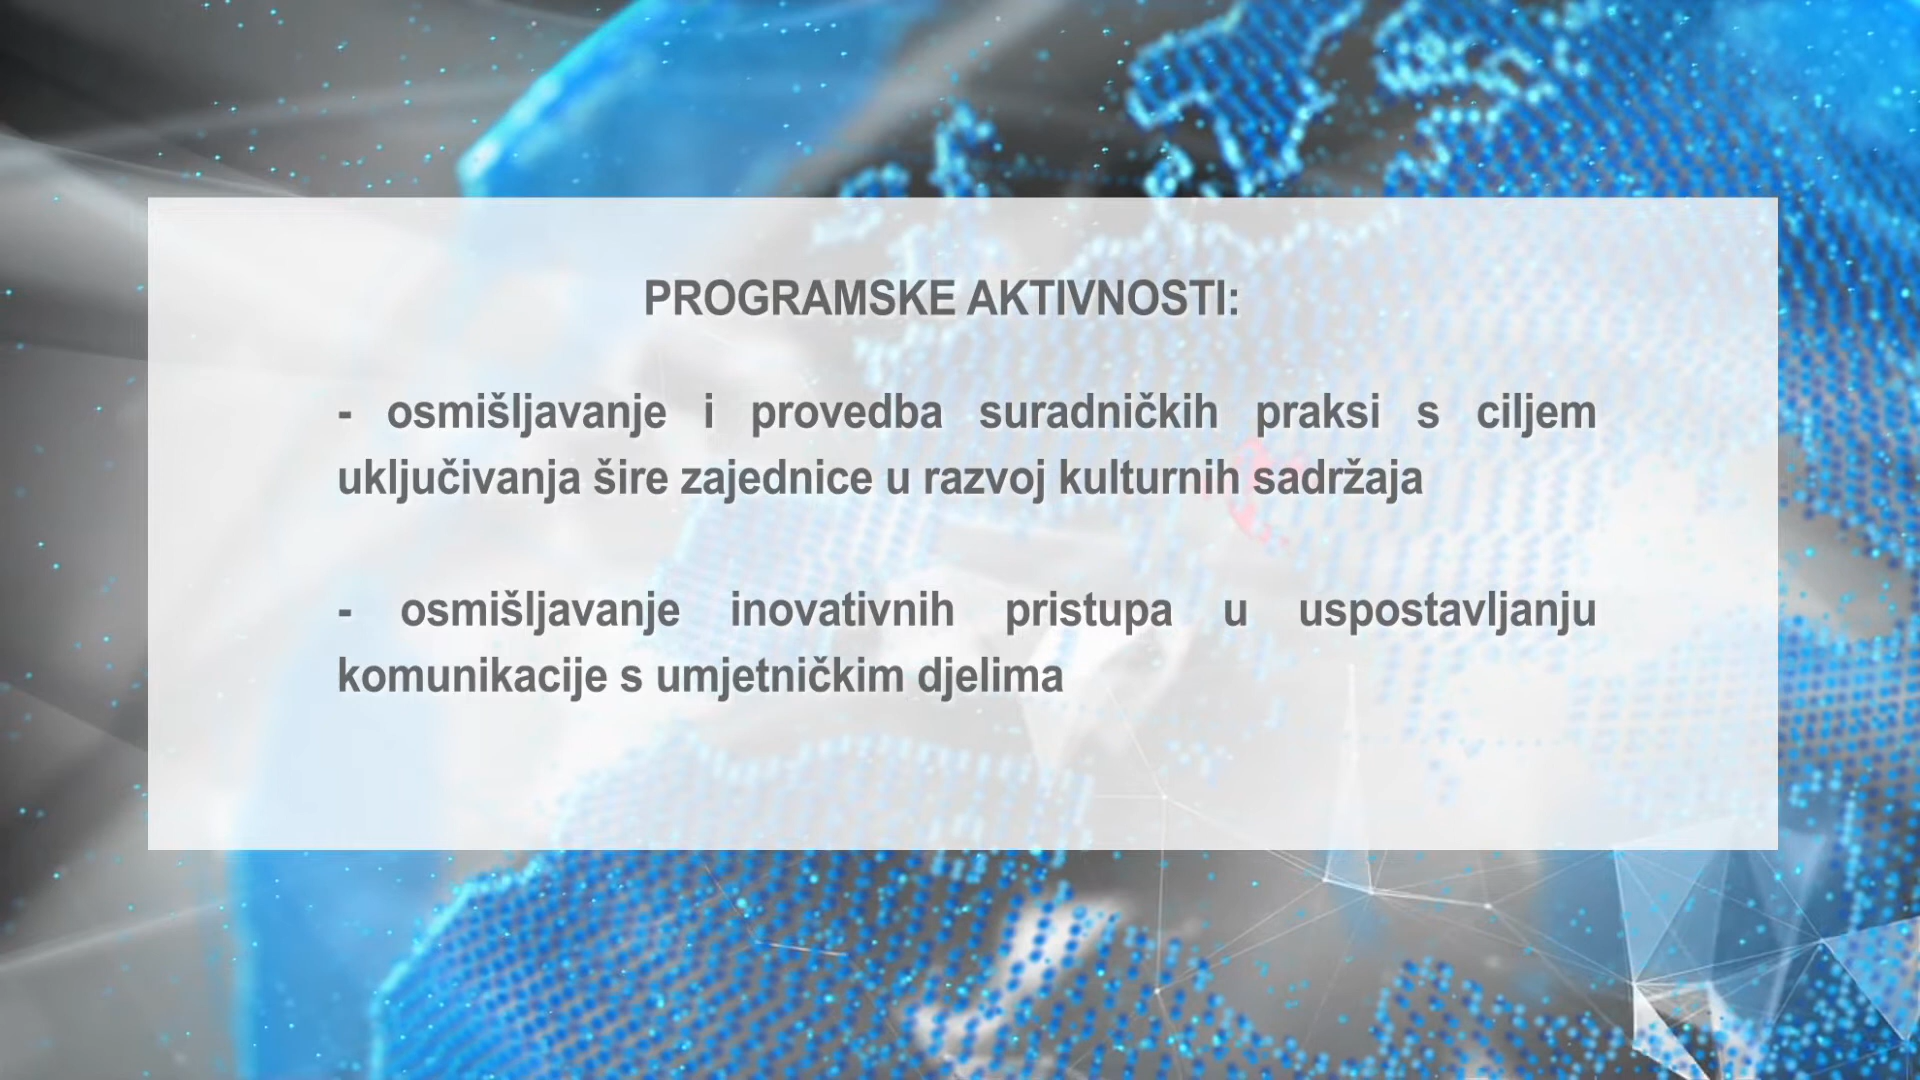 PROGRAMSKE AKTIVNOSTI:
- osmišljavanje i provedba suradničkih praksi s ciljem
uključivanja šire zajednice u razvoj kulturnih sadržaja
- osmišljavanje inovativnih pristupa u uspostavljanju
komunikacije s umjetničkim djelima